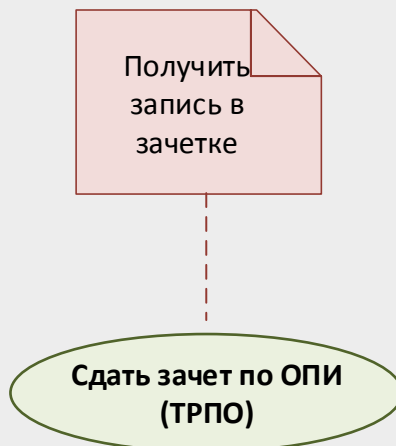 Получить
запись в
зачетке
Сдать зачет по ОПИ
(ТРПО)